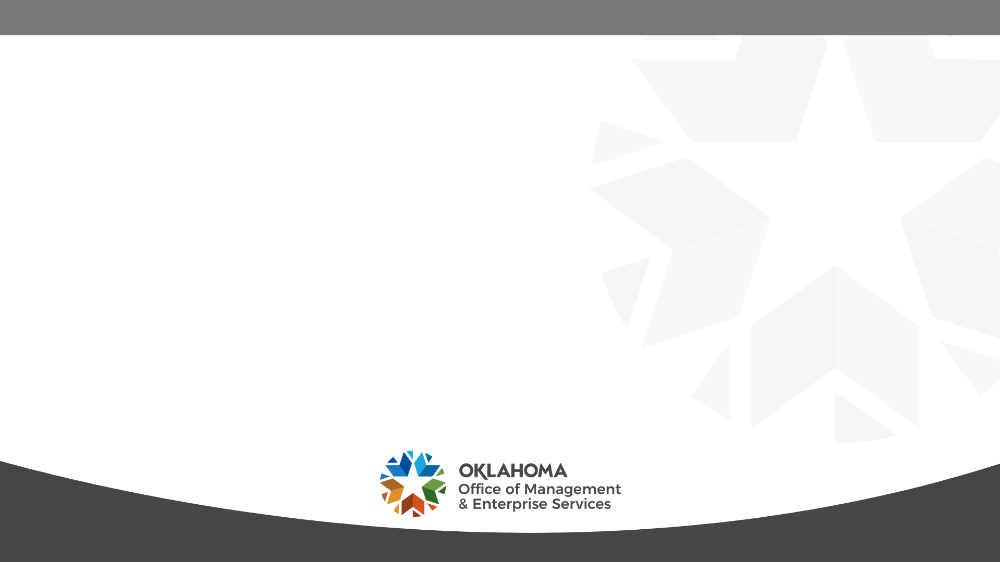 OKLAHOMA
Office of Management
& Enterprise Services